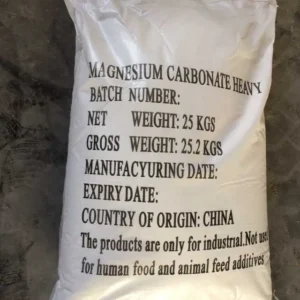 MAGNESIUM CARBONATE HEAVY
BATCH NUMBER:
NET WEIGHT: 25 KGS
GROSS WEIGHT: 25.2 KGS
MANUFACYURING DATE:
EXPIRY DATE:
COUNTRY OF ORIGIN: CHINA
The products are only for industrial.Not use
for human food and animal feed additives